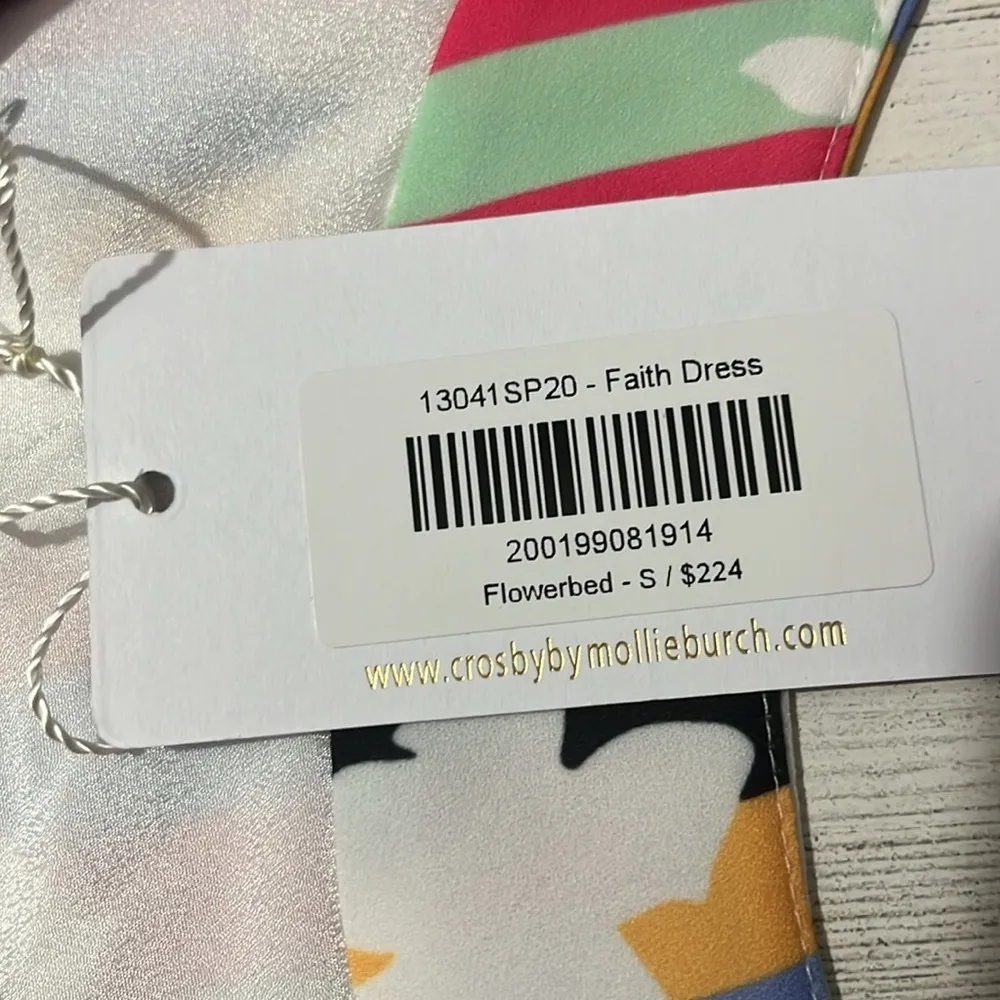 13041SP20 - Faith Dress
200199081914
Flowerbed - S / $224
www.crosbybymollieburch.com